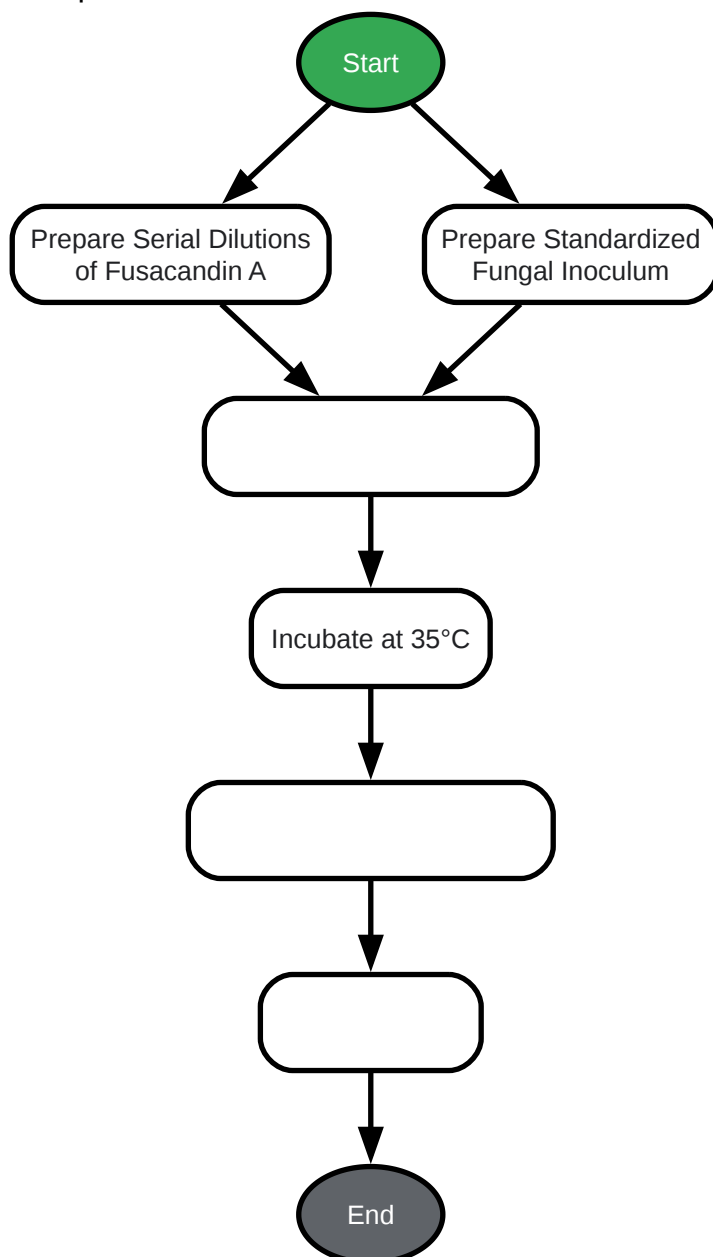 Start
Prepare Serial Dilutions
of Fusacandin A
Prepare Standardized
Fungal Inoculum
Incubate at 35°C
End